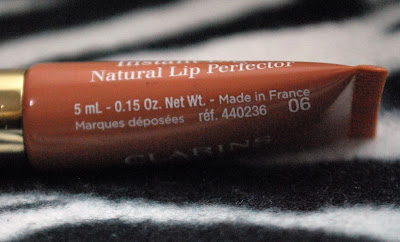 Instant
Natural Lip Perfector
5 mL - 0.15 Oz. Net Wt. - Made in France
Marques déposées réf. 440236 06
CLARINS